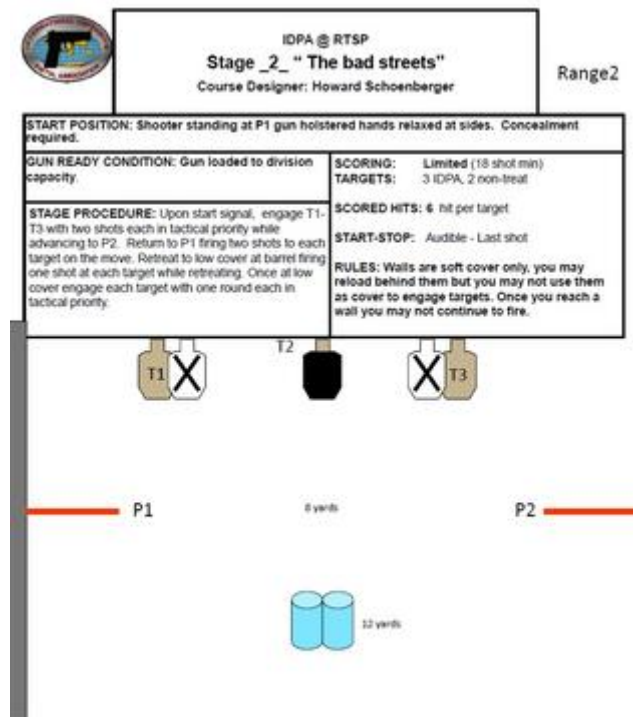 IDPA @ RTSP
Stage _2_ “ The bad streets”
Course Designer: Howard Schoenberger
Range2
START POSITION: Shooter standing at P1 gun holstered hands relaxed at sides. Concealment
required.
GUN READY CONDITION: Gun loaded to division
capacity.
STAGE PROCEDURE: Upon start signal, engage T1-
T3 with two shots each in tactical priority while
advancing to P2. Return to P1 firing two shots to each
target on the move. Retreat to low cover at barrel firing
one shot at each target while retreating. Once at low
cover engage each target with one round each in
tactical priority.
SCORING: Limited (18 shot min)
TARGETS: 3 IDPA, 2 non-treat
SCORED HITS: 6 hit per target
START-STOP: Audible - Last shot
RULES: Walls are soft cover only, you may
reload behind them but you may not use them
as cover to engage targets. Once you reach a
wall you may not continue to fire.
T2
T1 X
X T3
P1
8 yards
P2
12 yards